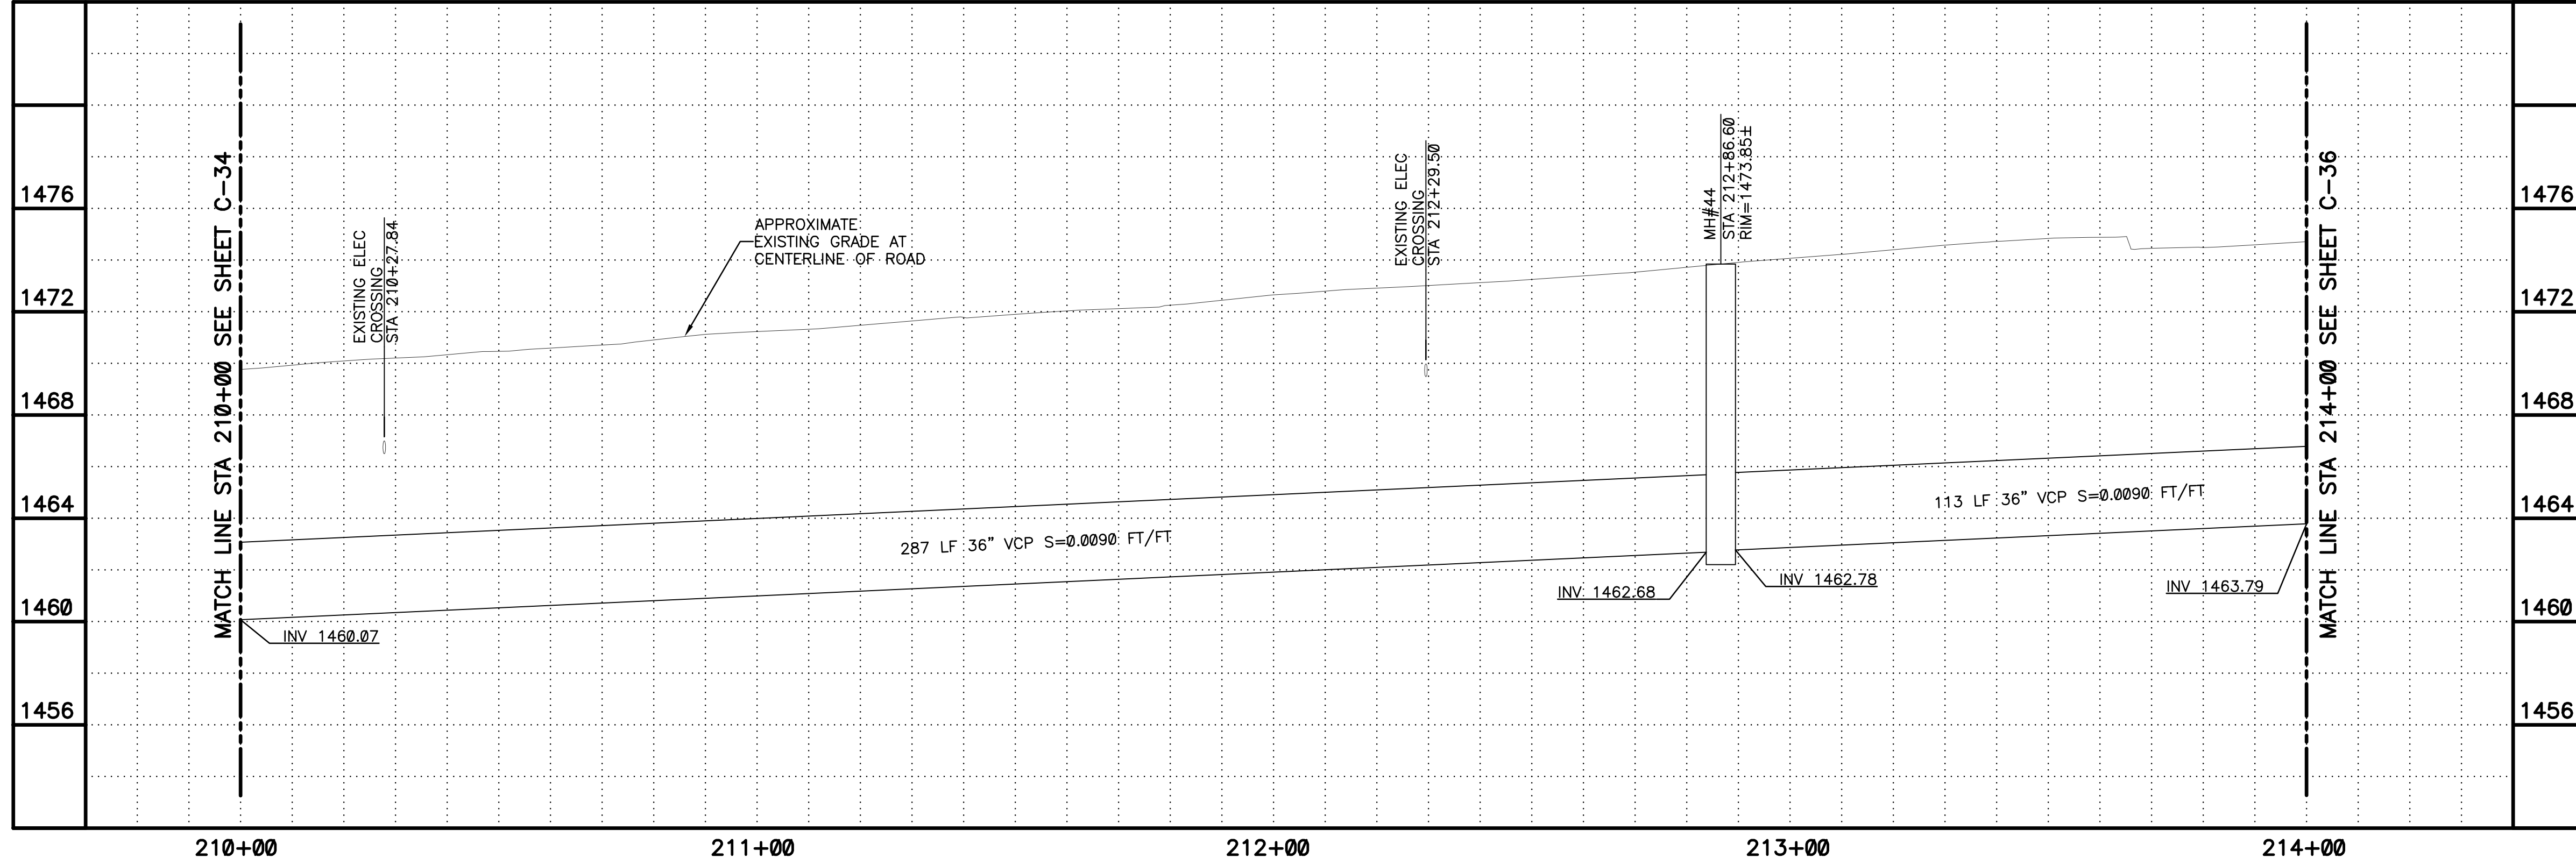 MATCH LINE STA 210+00 SEE SHEET C-34
MATCH LINE STA 214+00 SEE SHEET C-36
1476
1472
1468
1464
1460
1456
1476
1472
1468
1464
1460
1456
EXISTING ELEC
CROSSING
STA 210+27.84
APPROXIMATE
EXISTING GRADE AT
CENTERLINE OF ROAD
EXISTING ELEC
CROSSING
STA 212+29.50
MH#44
STA 212+86.60
RIM=1473.85±
287 LF 36" VCP S=0.0090 FT/FT
113 LF 36" VCP S=0.0090 FT/FT
INV 1460.07
INV 1462.68
INV 1462.78
INV 1463.79
210+00
211+00
212+00
213+00
214+00